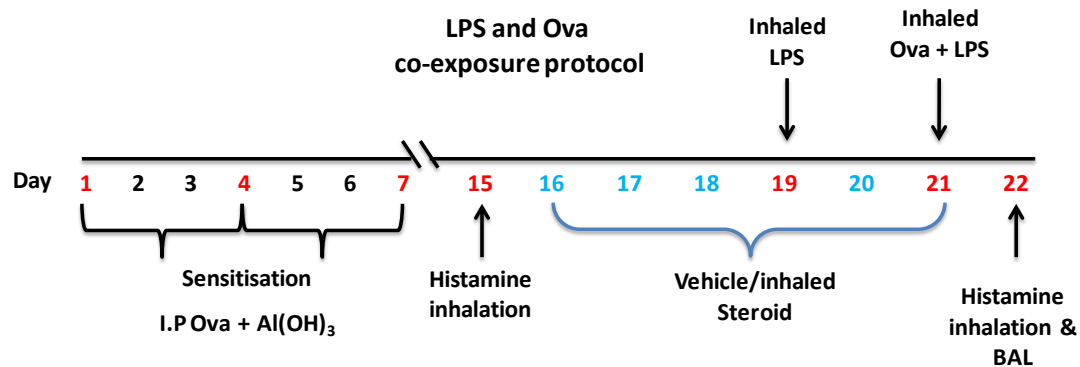 LPS and Ova
co-exposure protocol
Inhaled
LPS
Inhaled
Ova + LPS
Day 1 2 3 4 5 6 7 15 16 17 18 19 20 21 22
Sensitisation
I.P Ova + Al(OH)₃
Histamine
inhalation
Vehicle/inhaled
Steroid
Histamine
inhalation &
BAL